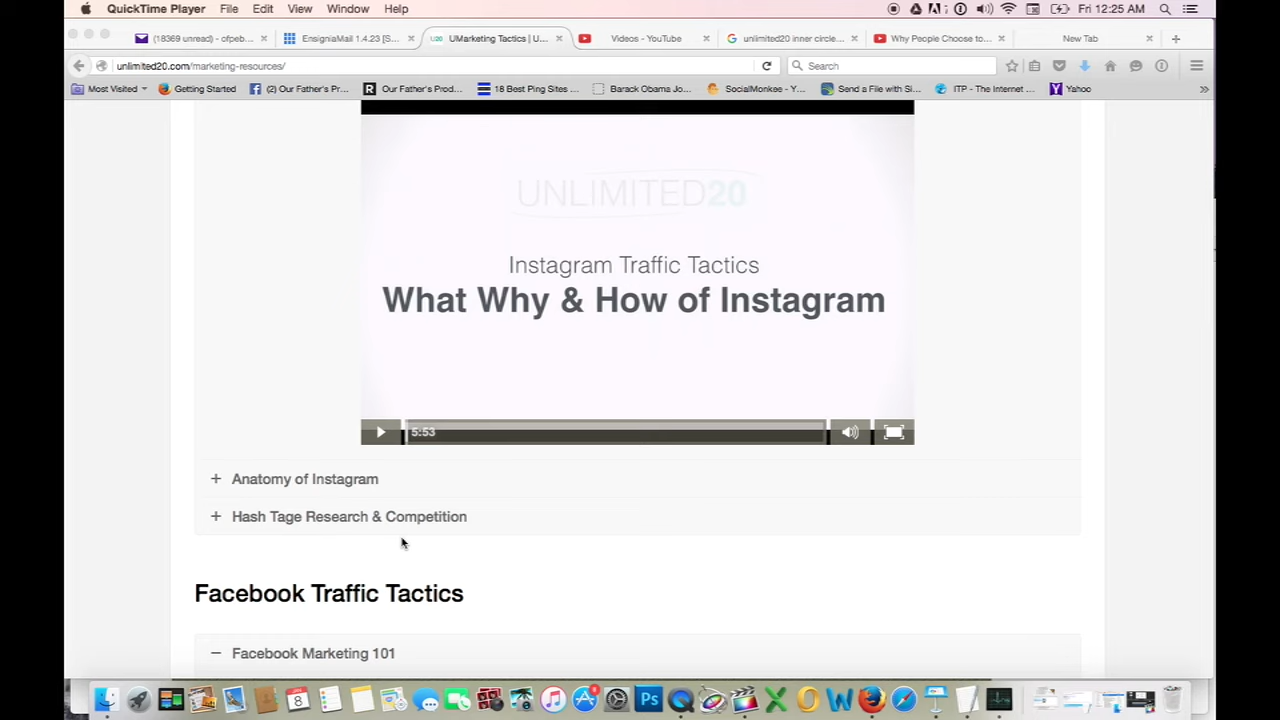 QuickTime Player File Edit View Window Help Fri 12:25 AM
(18369 unread) - ofpeb... EnsigniaMail 1.4.23 [S... UMarketing Tactics | U... Videos - YouTube unlimited20 inner circle... Why People Choose to... New Tab
unlimited20.com/marketing-resources/ Search
Most Visited Getting Started (2) Our Father's Pr... Our Father's Prod... 18 Best Ping Sites ... Barack Obama Jo... SocialMonkee - Y... Send a File with Si... ITP - The Internet ... Yahoo
UNLIMITED20
Instagram Traffic Tactics
What Why & How of Instagram
5:53
+ Anatomy of Instagram
+ Hash Tage Research & Competition
Facebook Traffic Tactics
− Facebook Marketing 101